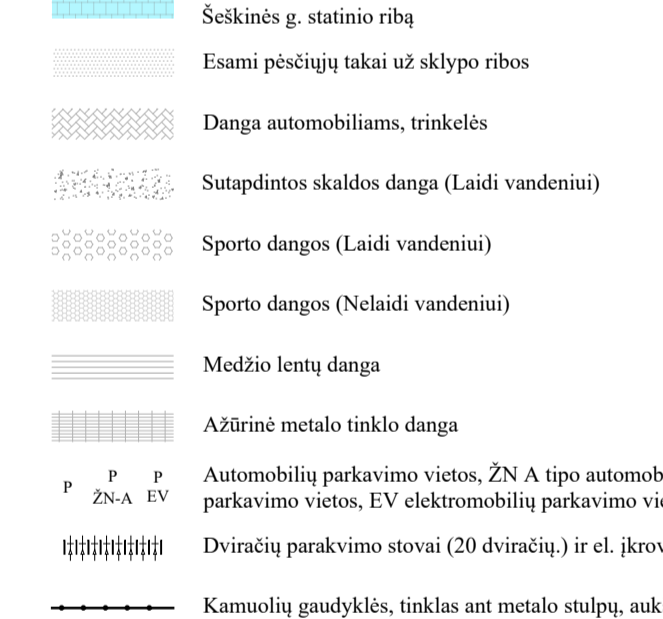 Šeškinės g. statinio ribą
Esami pėsčiųjų takai už sklypo ribos
Danga automobiliams, trinkelės
Sutapdintos skaldos danga (Laidi vandeniui)
Sporto dangos (Laidi vandeniui)
Sporto dangos (Nelaidi vandeniui)
Medžio lentų danga
Ažūrinė metalo tinklo danga
P P P
ŽN-A EV
Automobilių parkavimo vietos, ŽN A tipo automob
parkavimo vietos, EV elektromobilių parkavimo vie
Dviračių parakvimo stovai (20 dviračių.) ir el. įkrov
Kamuolių gaudyklės, tinklas ant metalo stulpų, auk